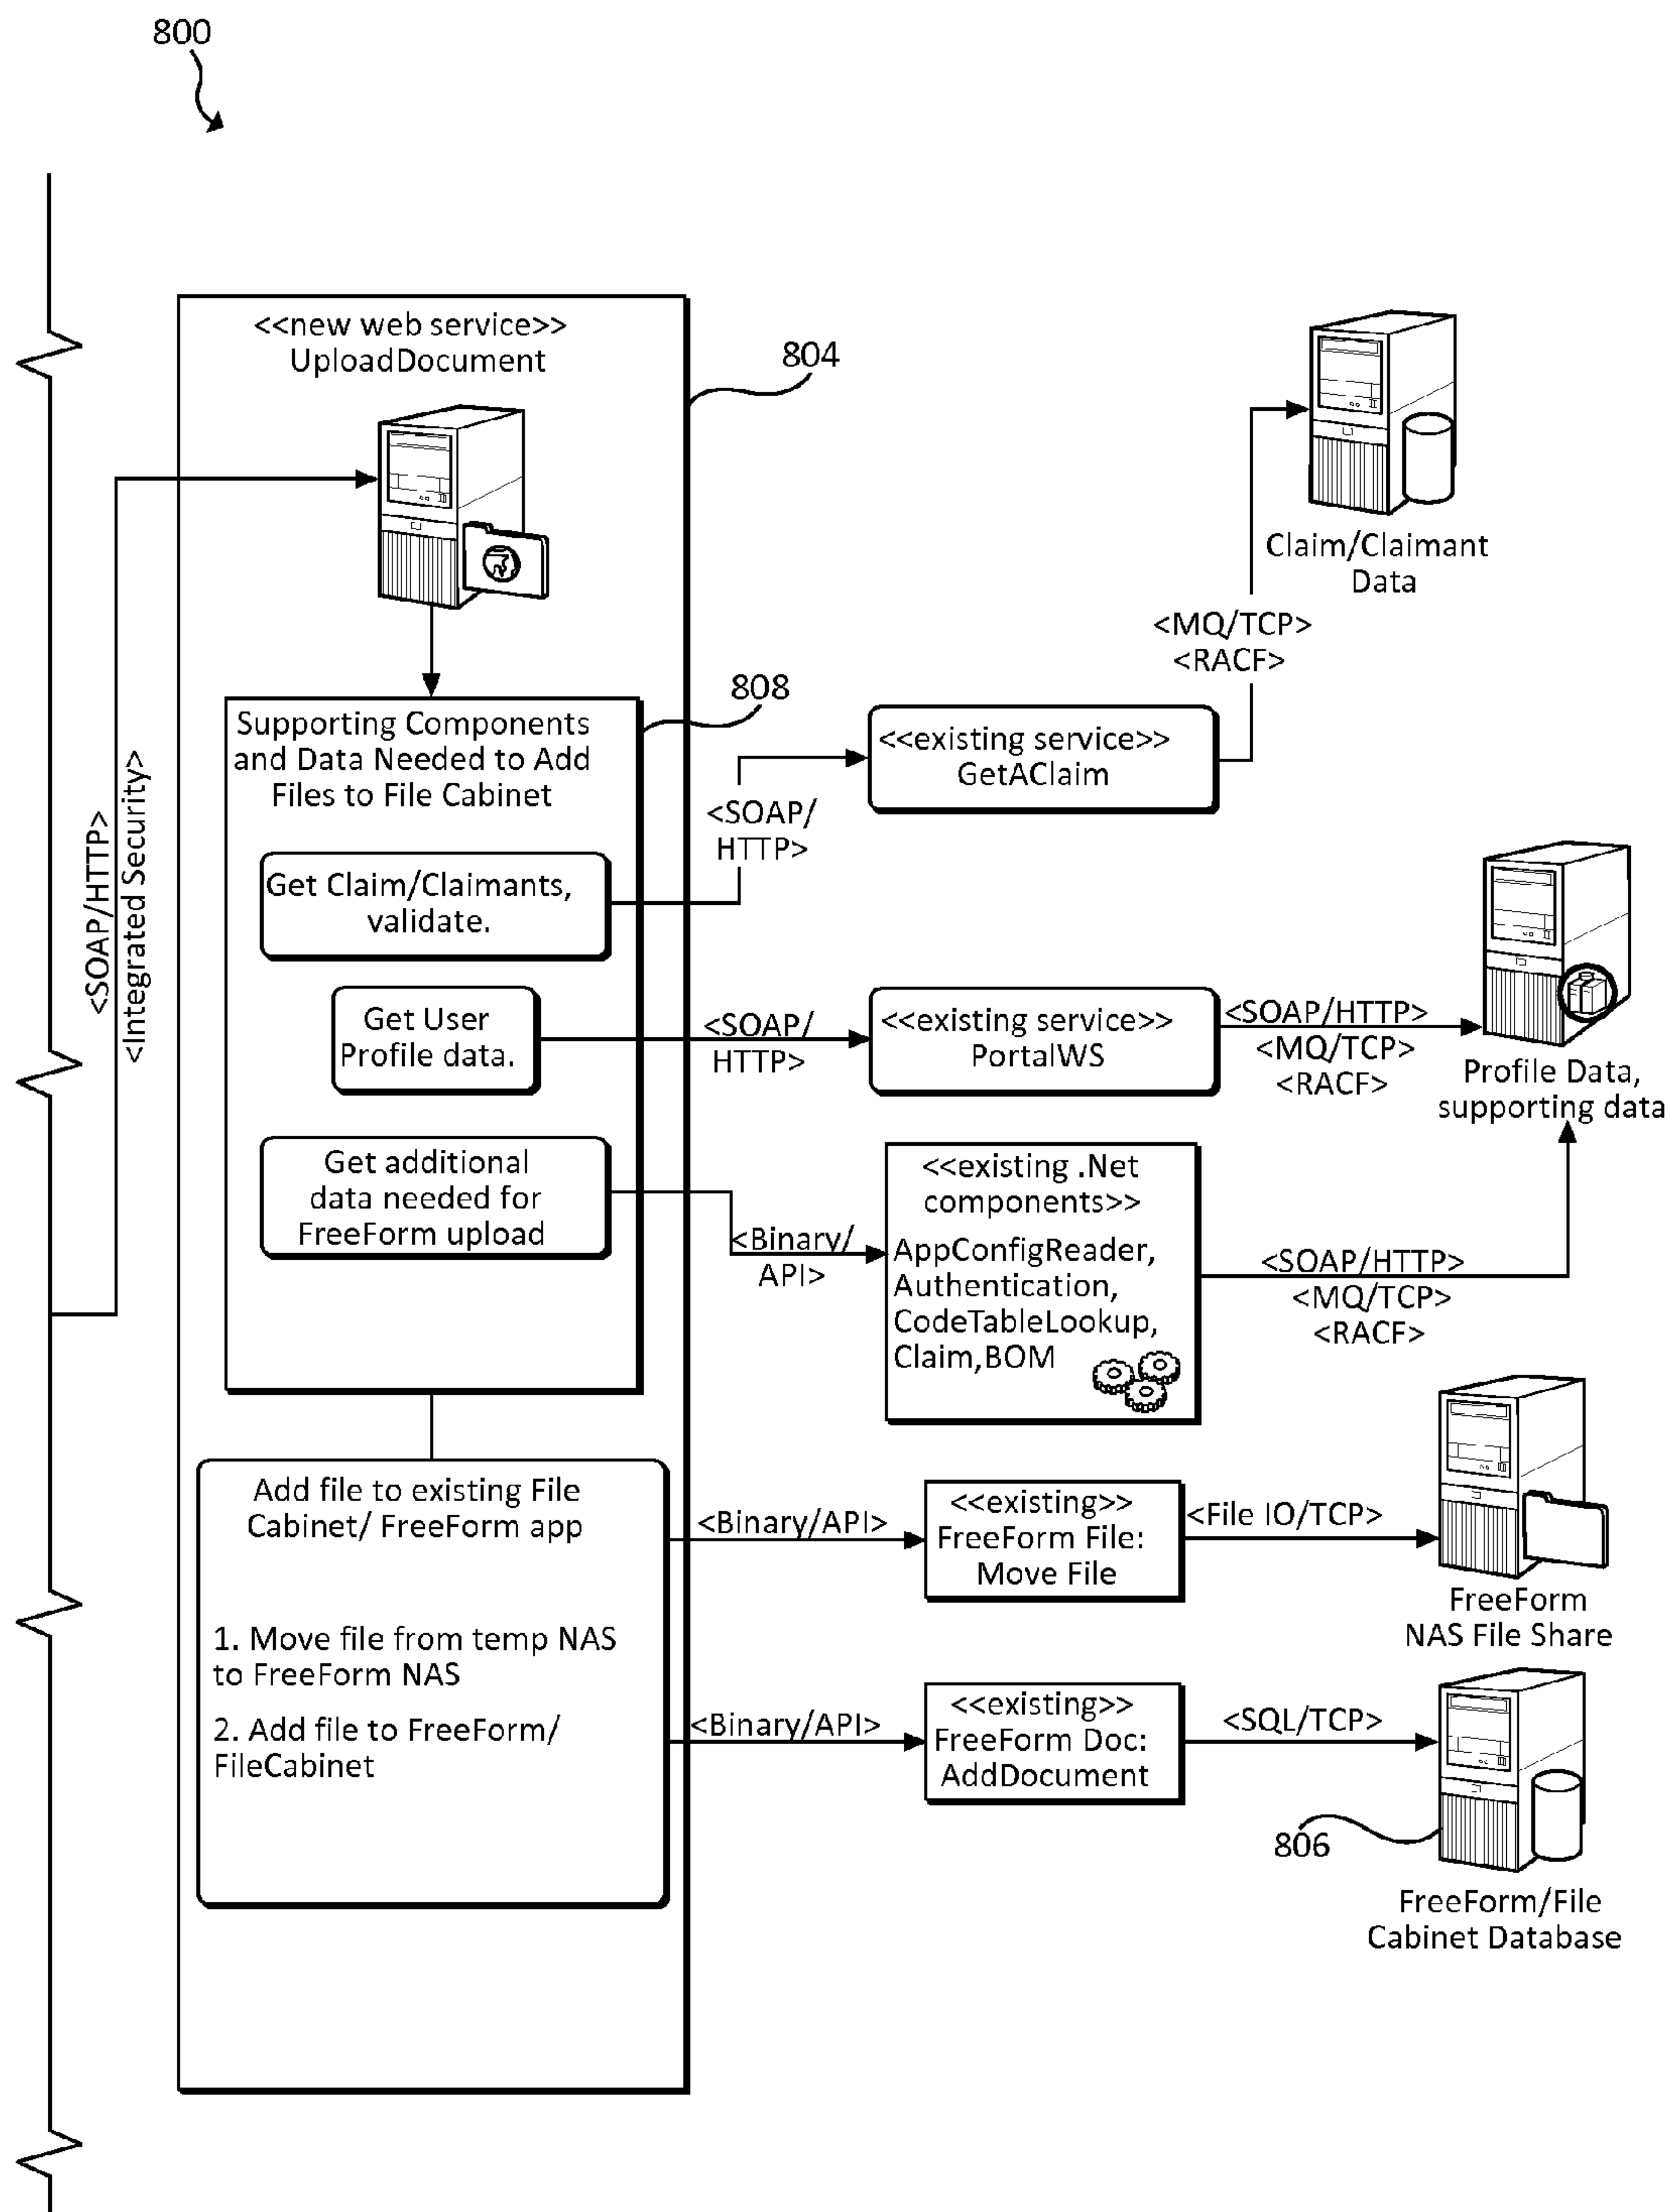 800
<<new web service>>
UploadDocument
804
<SOAP/HTTP>
<Integrated Security>
Claim/Claimant
Data
<MQ/TCP>
<RACF>
808
Supporting Components
and Data Needed to Add
Files to File Cabinet
<<existing service>>
GetAClaim
<SOAP/
HTTP>
Get Claim/Claimants,
validate.
Get User
Profile data.
<SOAP/
HTTP>
<<existing service>>
PortalWS
<SOAP/HTTP>
<MQ/TCP>
<RACF>
Profile Data,
supporting data
Get additional
data needed for
FreeForm upload
<Binary/
API>
<<existing .Net
components>>
AppConfigReader,
Authentication,
CodeTableLookup,
Claim,BOM
<SOAP/HTTP>
<MQ/TCP>
<RACF>
Add file to existing File
Cabinet/ FreeForm app
1. Move file from temp NAS
to FreeForm NAS
2. Add file to FreeForm/
FileCabinet
<Binary/API>
<<existing>>
FreeForm File:
Move File
<File IO/TCP>
FreeForm
NAS File Share
<Binary/API>
<<existing>>
FreeForm Doc:
AddDocument
<SQL/TCP>
806
FreeForm/File
Cabinet Database